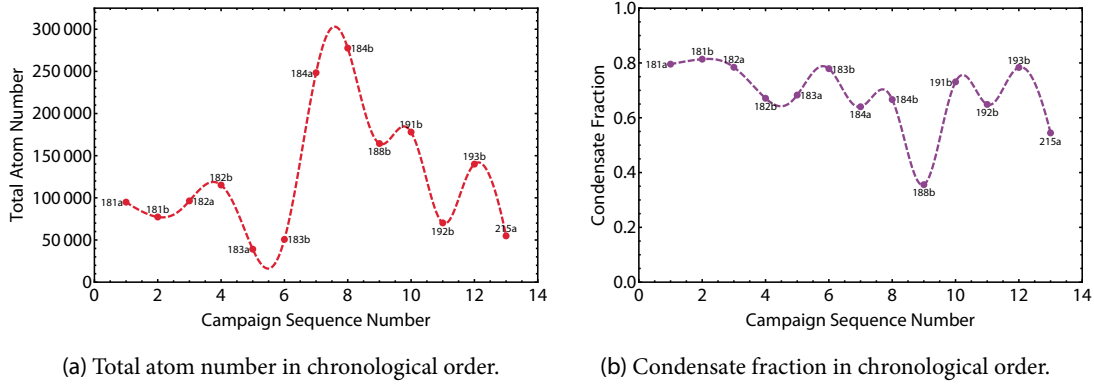 300 000
250 000
200 000
150 000
100 000
50 000
0
Total Atom Number
181a
181b
182a
182b
183a
183b
184a
184b
188b
191b
192b
193b
215a
0 2 4 6 8 10 12 14
Campaign Sequence Number
(a) Total atom number in chronological order.
1.0
0.8
0.6
0.4
0.2
0.0
Condensate Fraction
181a
181b
182a
182b
183a
183b
184a
184b
188b
191b
192b
193b
215a
0 2 4 6 8 10 12 14
Campaign Sequence Number
(b) Condensate fraction in chronological order.